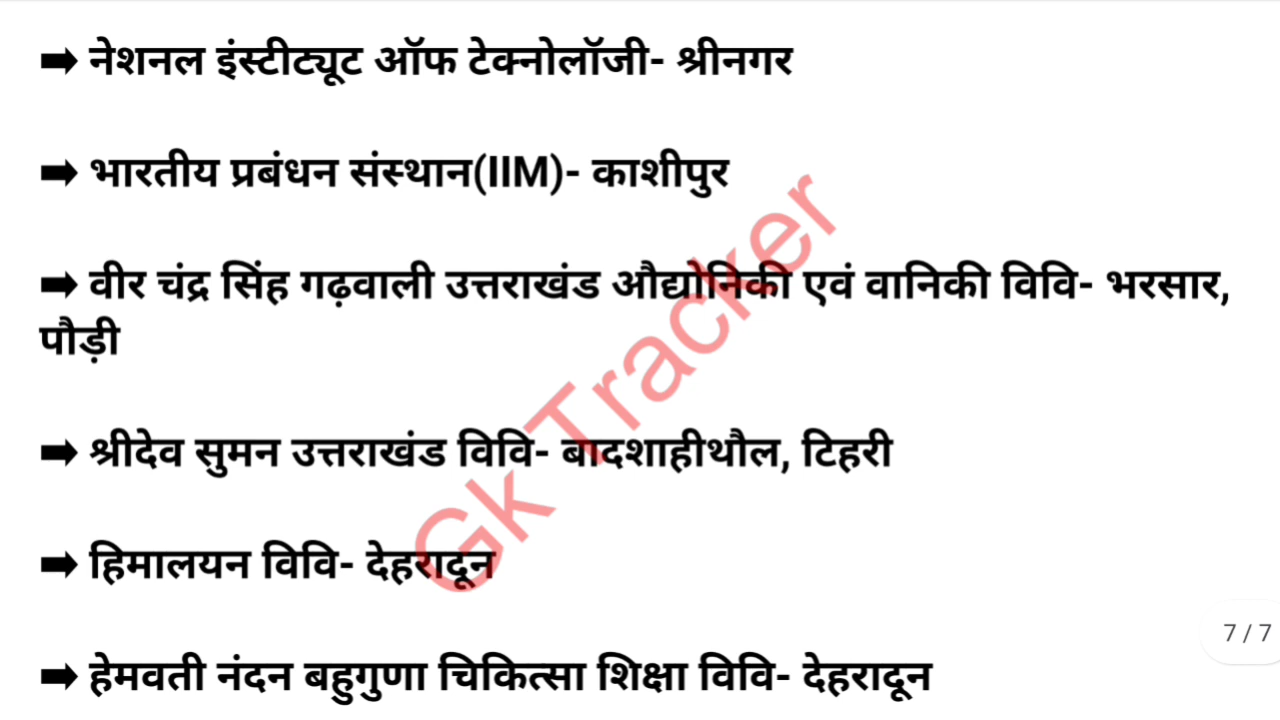 ➡ नेशनल इंस्टीट्यूट ऑफ टेक्नोलॉजी- श्रीनगर
➡ भारतीय प्रबंधन संस्थान(IIM)- काशीपुर
➡ वीर चंद्र सिंह गढ़वाली उत्तराखंड औद्योनिकी एवं वानिकी विवि- भरसार,
पौड़ी
➡ श्रीदेव सुमन उत्तराखंड विवि- बादशाहीथौल, टिहरी
➡ हिमालयन विवि- देहरादून
➡ हेमवती नंदन बहुगुणा चिकित्सा शिक्षा विवि- देहरादून
Gk Tracker
7 / 7